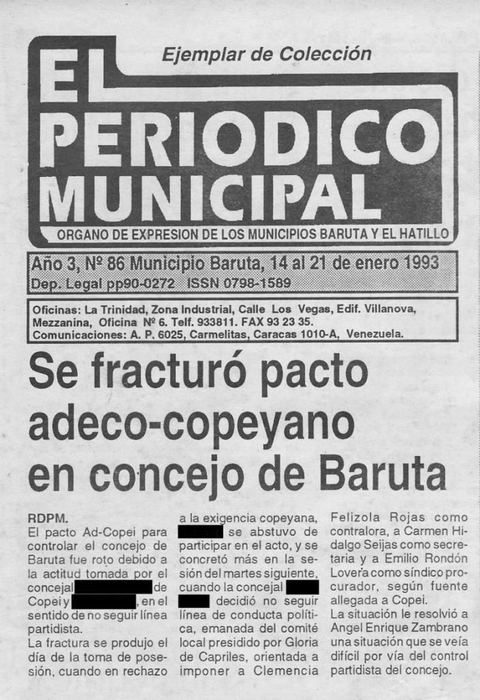 Ejemplar de Colección
EL
PERIODICO
MUNICIPAL
ORGANO DE EXPRESION DE LOS MUNICIPIOS BARUTA Y EL HATILLO
Año 3, Nº 86 Municipio Baruta, 14 al 21 de enero 1993
Dep. Legal pp90-0272 ISSN 0798-1589
Oficinas: La Trinidad, Zona Industrial, Calle Los Vegas, Edif. Villanova,
Mezzanina, Oficina Nº 6. Telf. 933811. FAX 93 23 35.
Comunicaciones: A. P. 6025, Carmelitas, Caracas 1010-A, Venezuela.
Se fracturó pacto
adeco-copeyano
en concejo de Baruta
RDPM.
El pacto Ad-Copei para
controlar el concejo de
Baruta fue roto debido a
la actitud tomada por el
concejal de
Copei y , en el
sentido de no seguir línea
partidista.
La fractura se produjo el
día de la toma de pose-
sión, cuando en rechazo
a la exigencia copeyana,
se abstuvo de
participar en el acto, y se
concretó más en la se-
sión del martes siguiente,
cuando la concejal
decidió no seguir
línea de conducta políti-
ca, emanada del comité
local presidido por Gloria
de Capriles, orientada a
imponer a Clemencia
Felizola Rojas como
contralora, a Carmen Hi-
dalgo Seijas como secre-
taria y a Emilio Rondón
Lovera como síndico pro-
curador, según fuente
allegada a Copei.
La situación le resolvió a
Angel Enrique Zambrano
una situación que se veía
difícil por vía del control
partidista del concejo.